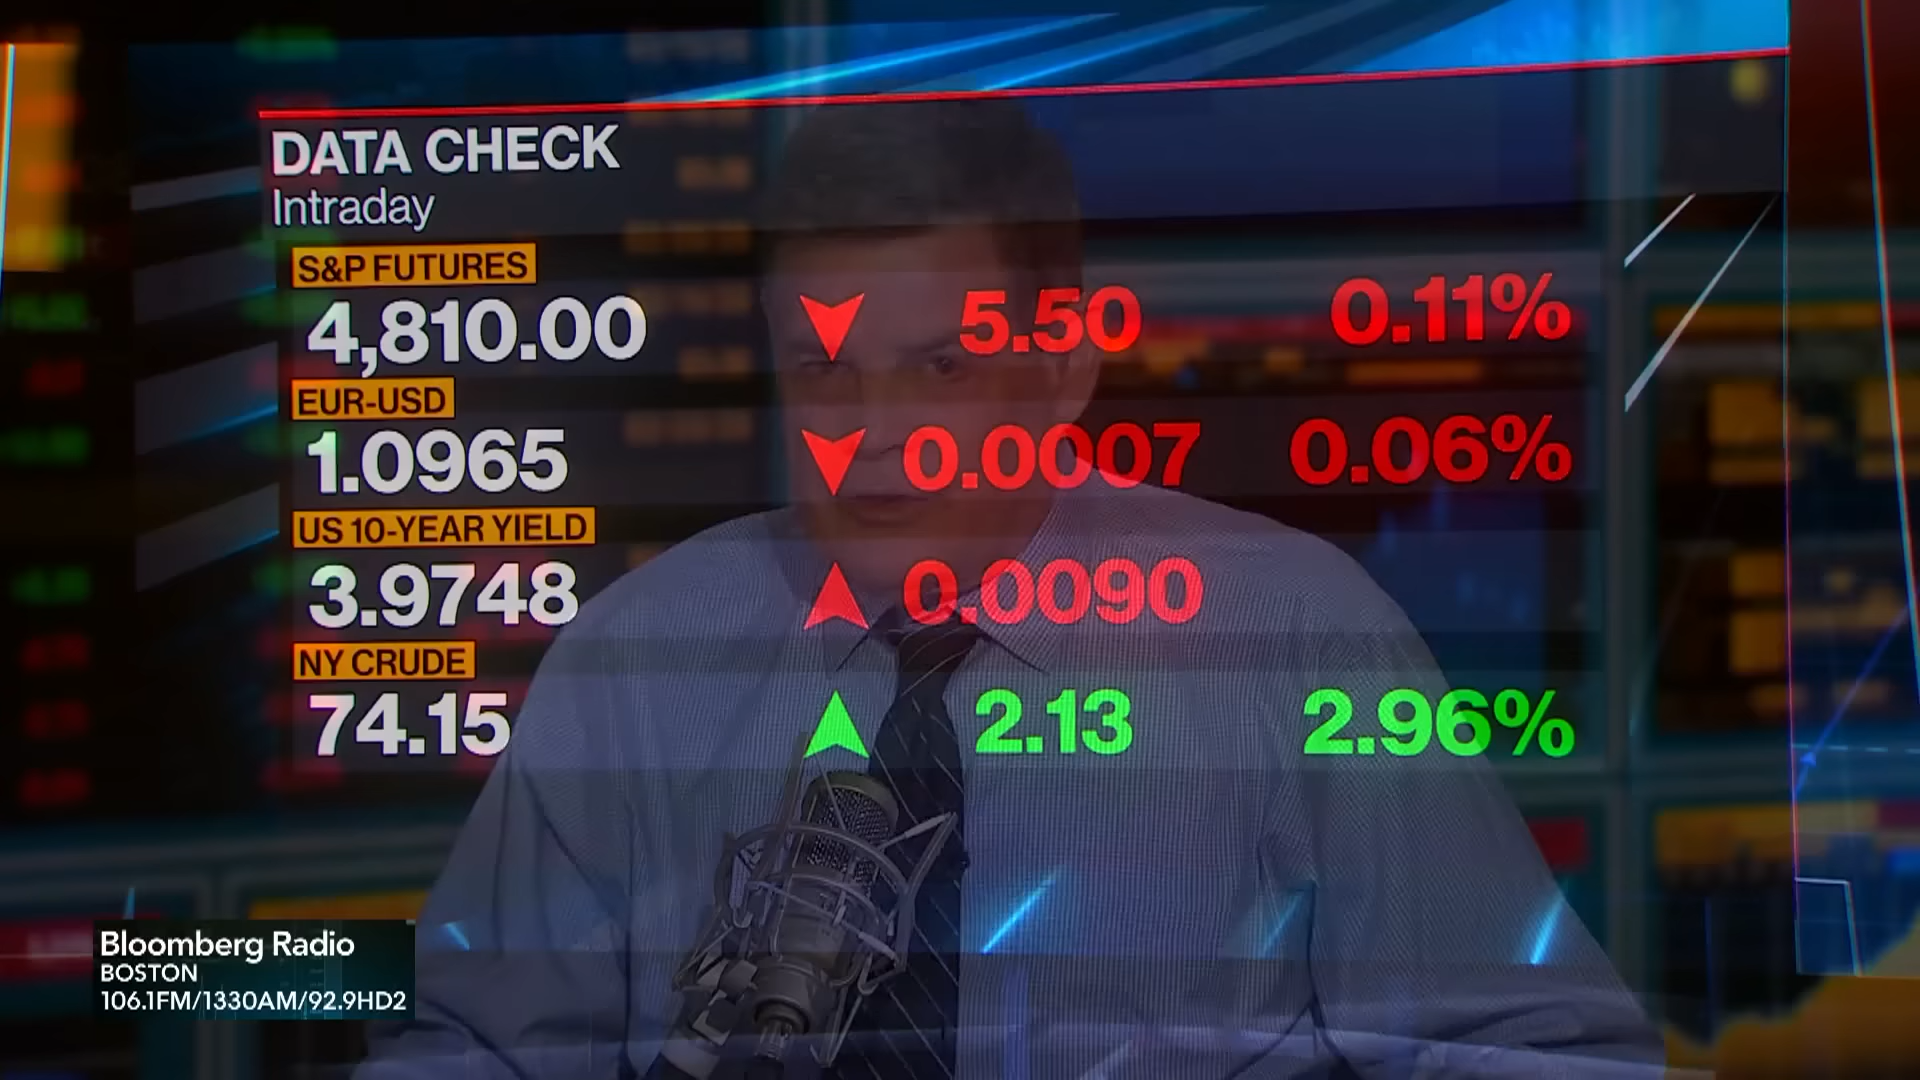 DATA CHECK
Intraday
S&P FUTURES
4,810.00 ▼ 5.50 0.11%
EUR-USD
1.0965 ▼ 0.0007 0.06%
US 10-YEAR YIELD
3.9748 ▲ 0.0090
NY CRUDE
74.15 ▲ 2.13 2.96%
Bloomberg Radio
BOSTON
106.1FM/1330AM/92.9HD2